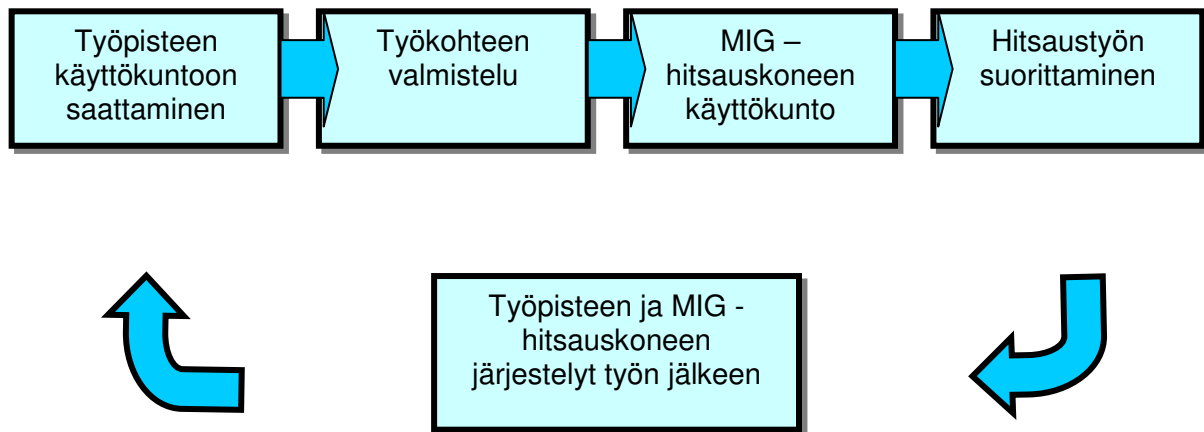 Työpisteen
käyttökuntoon
saattaminen
Työkohteen
valmistelu
MIG –
hitsauskoneen
käyttökunto
Hitsaustyön
suorittaminen
Työpisteen ja MIG -
hitsauskoneen
järjestelyt työn jälkeen